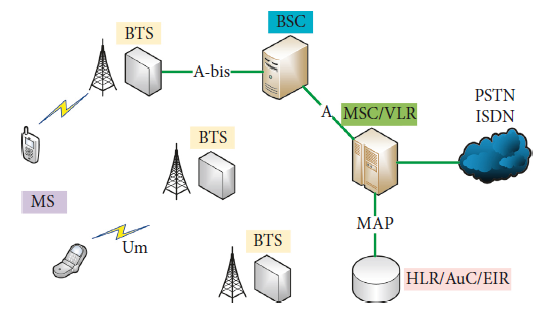 BSC
BTS
A-bis
PSTN
ISDN
A
MSC/VLR
BTS
MS
MAP
Um
BTS
HLR/AuC/EIR